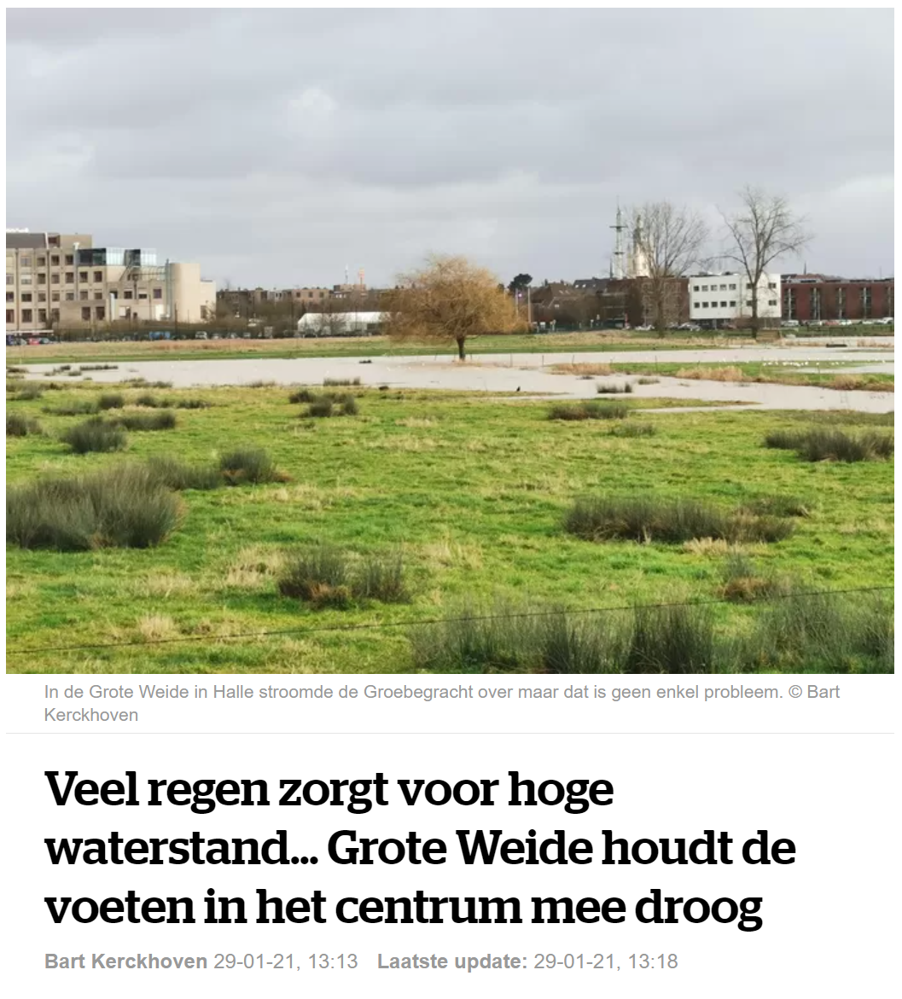 In de Grote Weide in Halle stroomde de Groebegracht over maar dat is geen enkel probleem. © Bart
Kerckhoven
Veel regen zorgt voor hoge
waterstand... Grote Weide houdt de
voeten in het centrum mee droog
Bart Kerckhoven 29-01-21, 13:13 Laatste update: 29-01-21, 13:18